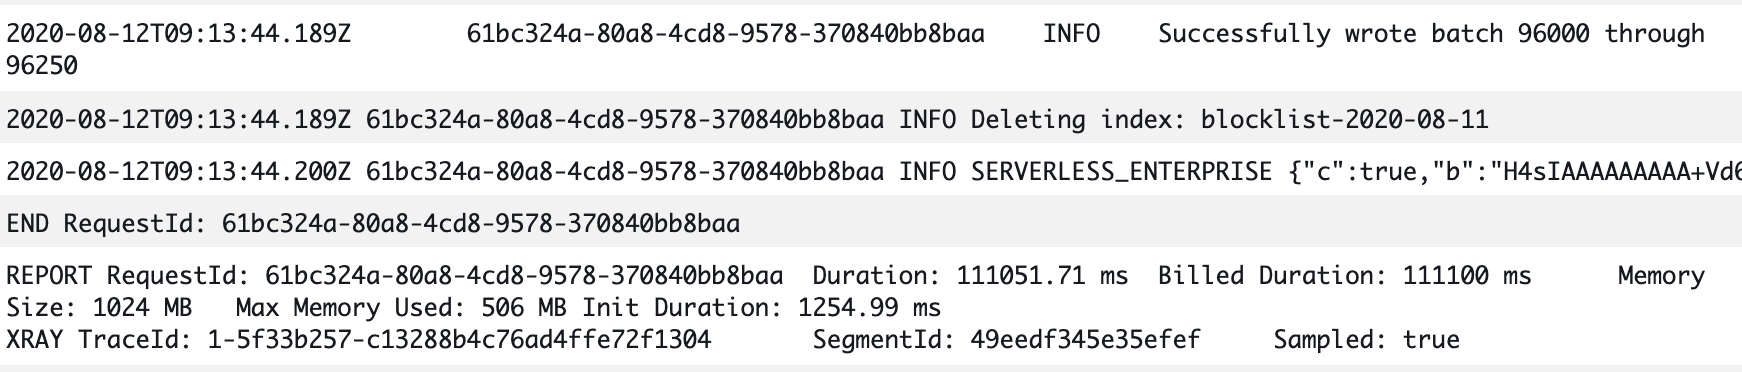 2020-08-12T09:13:44.189Z 61bc324a-80a8-4cd8-9578-370840bb8baa INFO Successfully wrote batch 96000 through
96250
2020-08-12T09:13:44.189Z 61bc324a-80a8-4cd8-9578-370840bb8baa INFO Deleting index: blocklist-2020-08-11
2020-08-12T09:13:44.200Z 61bc324a-80a8-4cd8-9578-370840bb8baa INFO SERVERLESS_ENTERPRISE {"c":true,"b":"H4sIAAAAAAAAA+Vd6
END RequestId: 61bc324a-80a8-4cd8-9578-370840bb8baa
REPORT RequestId: 61bc324a-80a8-4cd8-9578-370840bb8baa Duration: 111051.71 ms Billed Duration: 111100 ms Memory
Size: 1024 MB Max Memory Used: 506 MB Init Duration: 1254.99 ms
XRAY TraceId: 1-5f33b257-c13288b4c76ad4ffe72f1304 SegmentId: 49eedf345e35efef Sampled: true